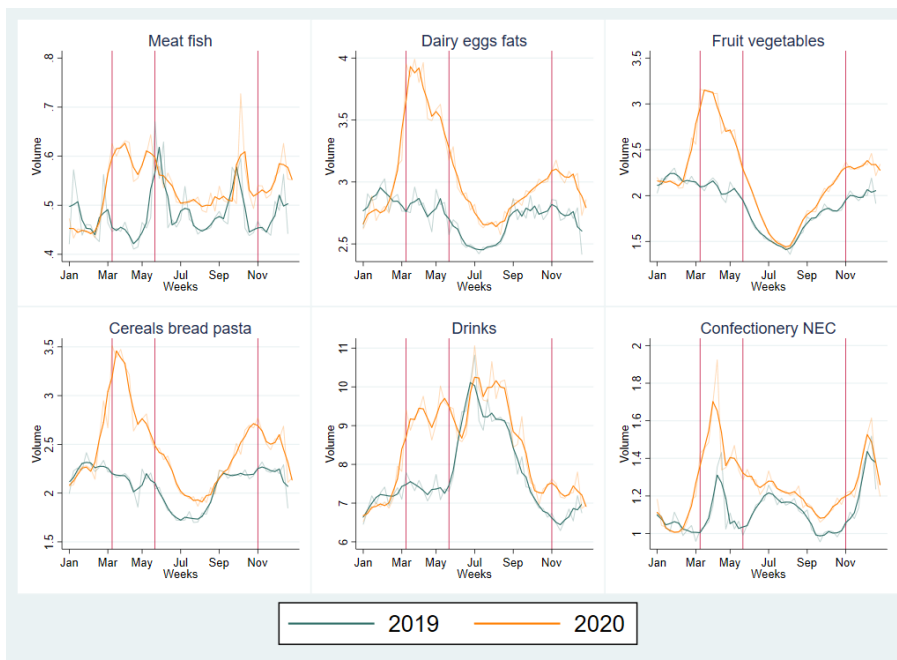 Meat fish
Volume
.8
.7
.6
.5
.4
Jan Mar May Jul Sep Nov
Weeks
Dairy eggs fats
Volume
4
3.5
3
2.5
Jan Mar May Jul Sep Nov
Weeks
Fruit vegetables
Volume
3.5
3
2.5
2
1.5
Jan Mar May Jul Sep Nov
Weeks
Cereals bread pasta
Volume
3.5
3
2.5
2
1.5
Jan Mar May Jul Sep Nov
Weeks
Drinks
Volume
11
10
9
8
7
6
Jan Mar May Jul Sep Nov
Weeks
Confectionery NEC
Volume
2
1.8
1.6
1.4
1.2
1
Jan Mar May Jul Sep Nov
Weeks
2019 2020